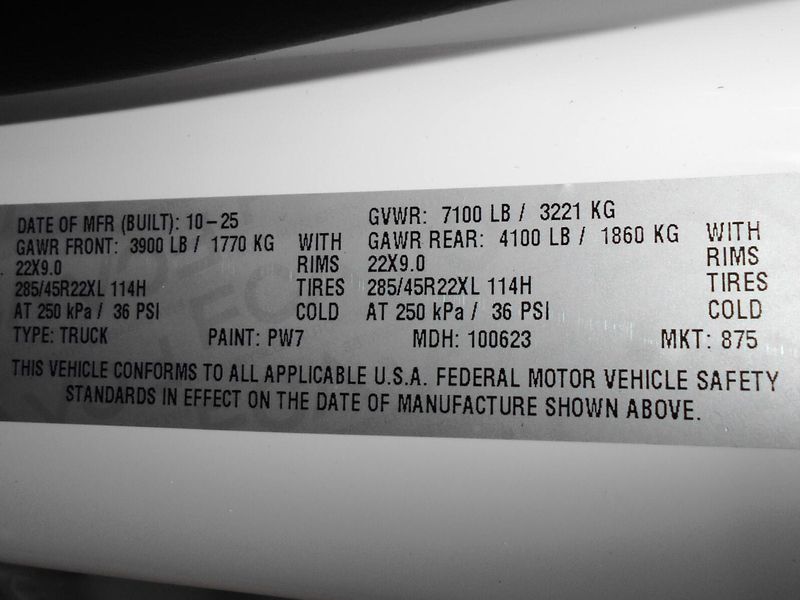 DATE OF MFR (BUILT): 10-25 GVWR: 7100 LB / 3221 KG
GAWR FRONT: 3900 LB / 1770 KG WITH GAWR REAR: 4100 LB / 1860 KG WITH
22X9.0 RIMS 22X9.0 RIMS
285/45R22XL 114H TIRES 285/45R22XL 114H TIRES
AT 250 kPa / 36 PSI COLD AT 250 kPa / 36 PSI COLD
TYPE: TRUCK PAINT: PW7 MDH: 100623 MKT: 875
THIS VEHICLE CONFORMS TO ALL APPLICABLE U.S.A. FEDERAL MOTOR VEHICLE SAFETY
STANDARDS IN EFFECT ON THE DATE OF MANUFACTURE SHOWN ABOVE.